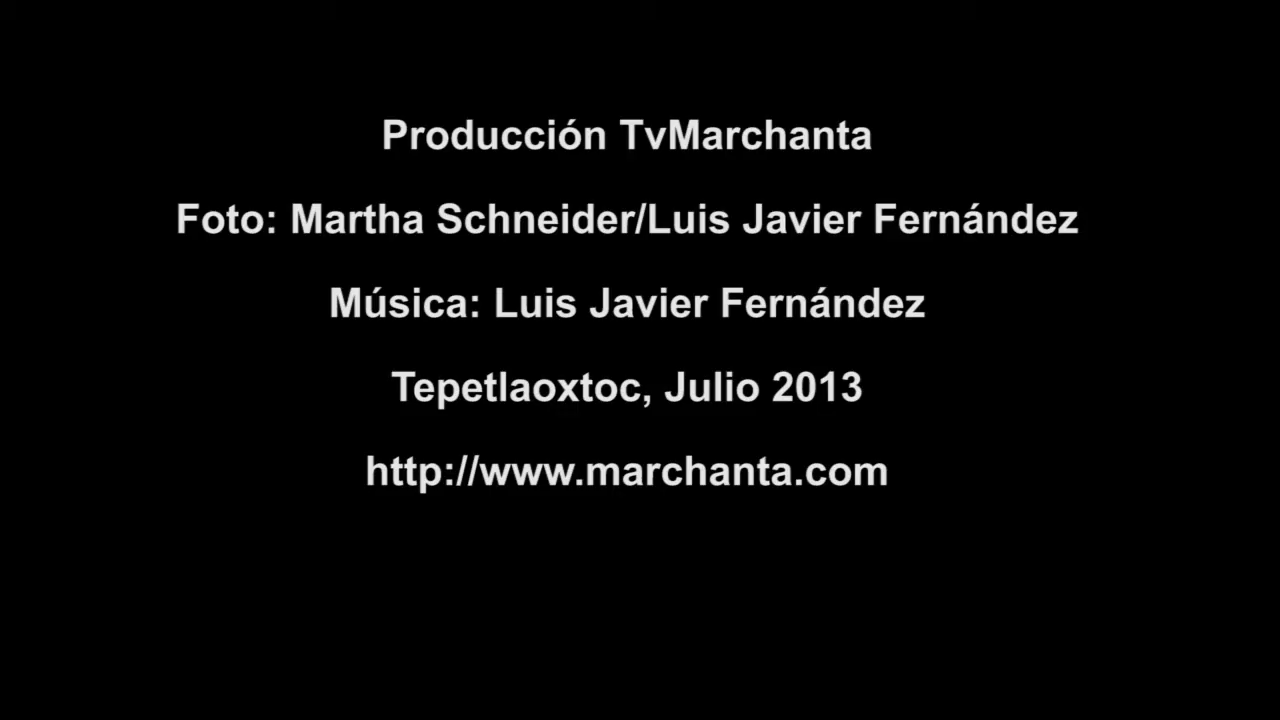 Producción TvMarchanta
Foto: Martha Schneider/Luis Javier Fernández
Música: Luis Javier Fernández
Tepetlaoxtoc, Julio 2013
http://www.marchanta.com